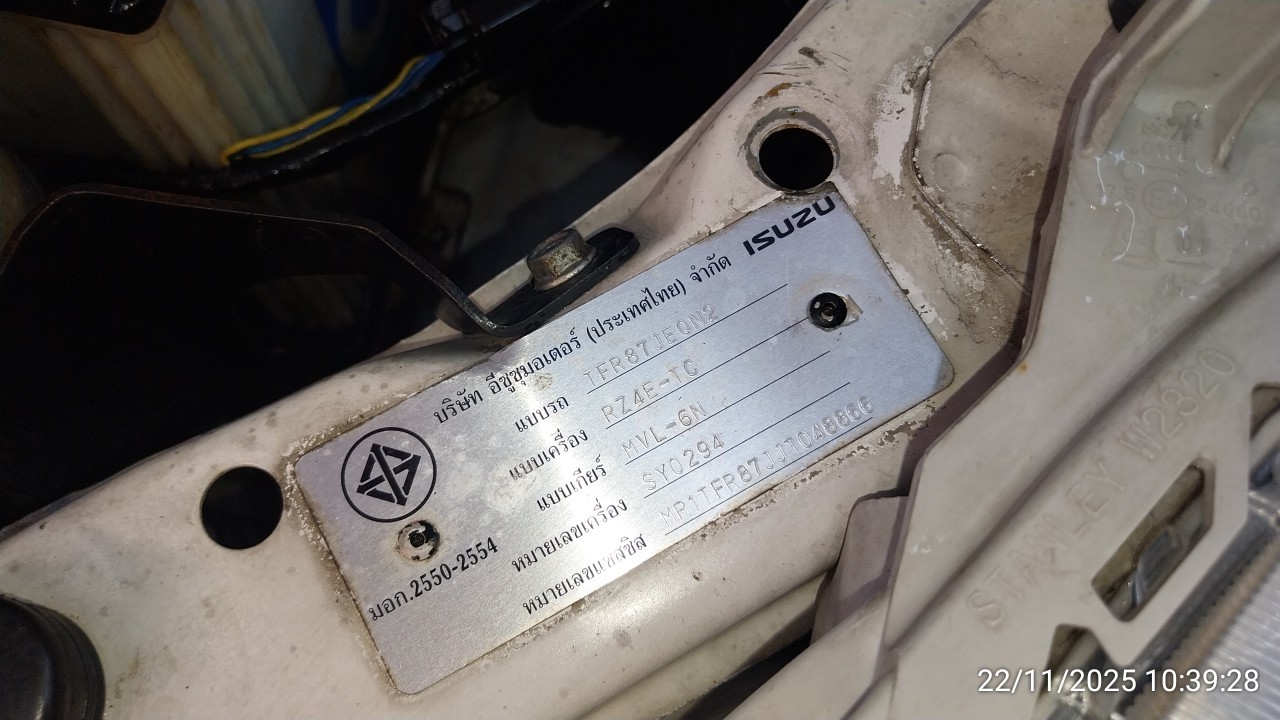 ISUZU
บริษัท อีซูซุมอเตอร์ (ประเทศไทย) จำกัด
แบบรถ TFR87JEQN2
แบบเครื่อง RZ4E-TC
แบบเกียร์ MVL-6N
หมายเลขเครื่อง SY0294
หมายเลขแชสซิส MP1TFR87JJT048866
มอก.2550-2554
STANLEY W2320
22/11/2025 10:39:28